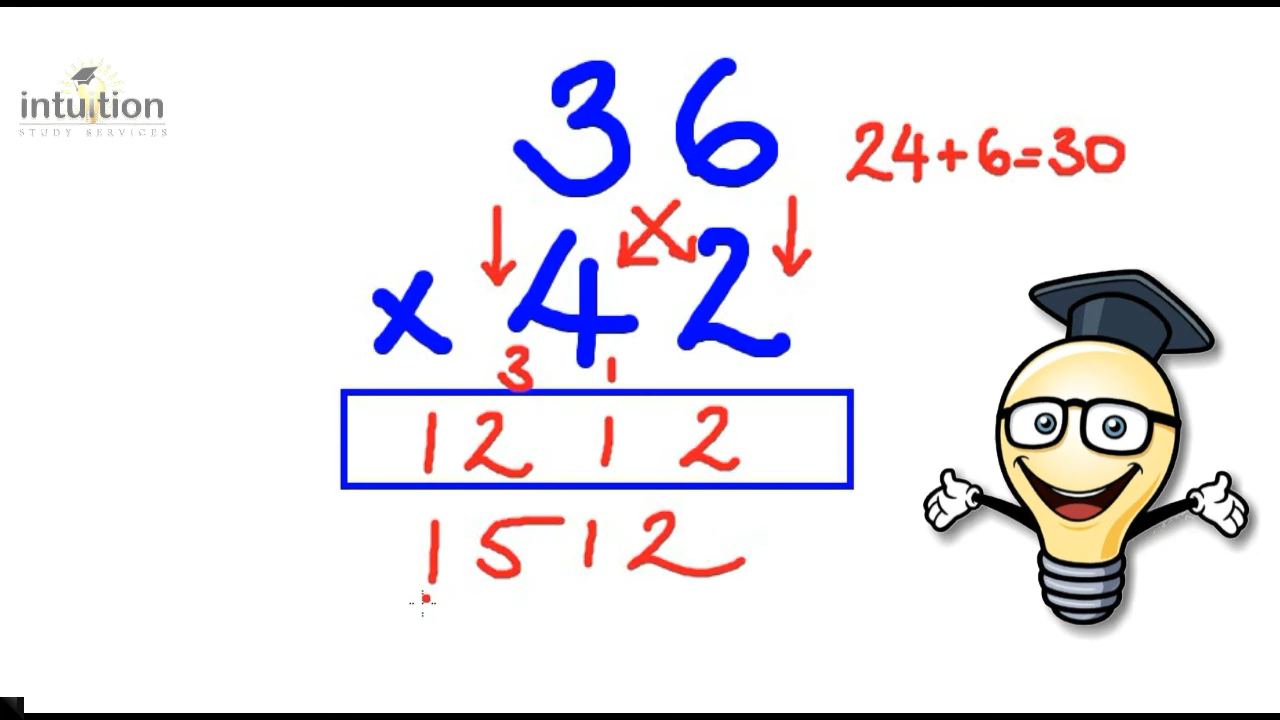 intuition
STUDY SERVICES
36
24+6=30
x 42
3 1
12 1 2
1512